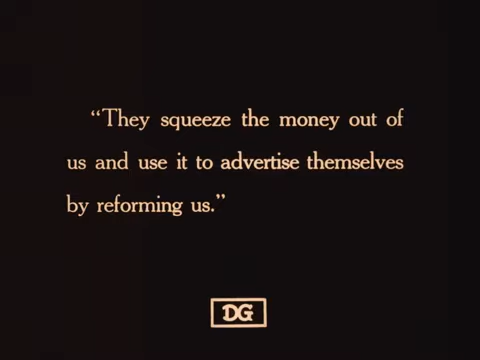 “They squeeze the money out of
us and use it to advertise themselves
by reforming us.”
DG